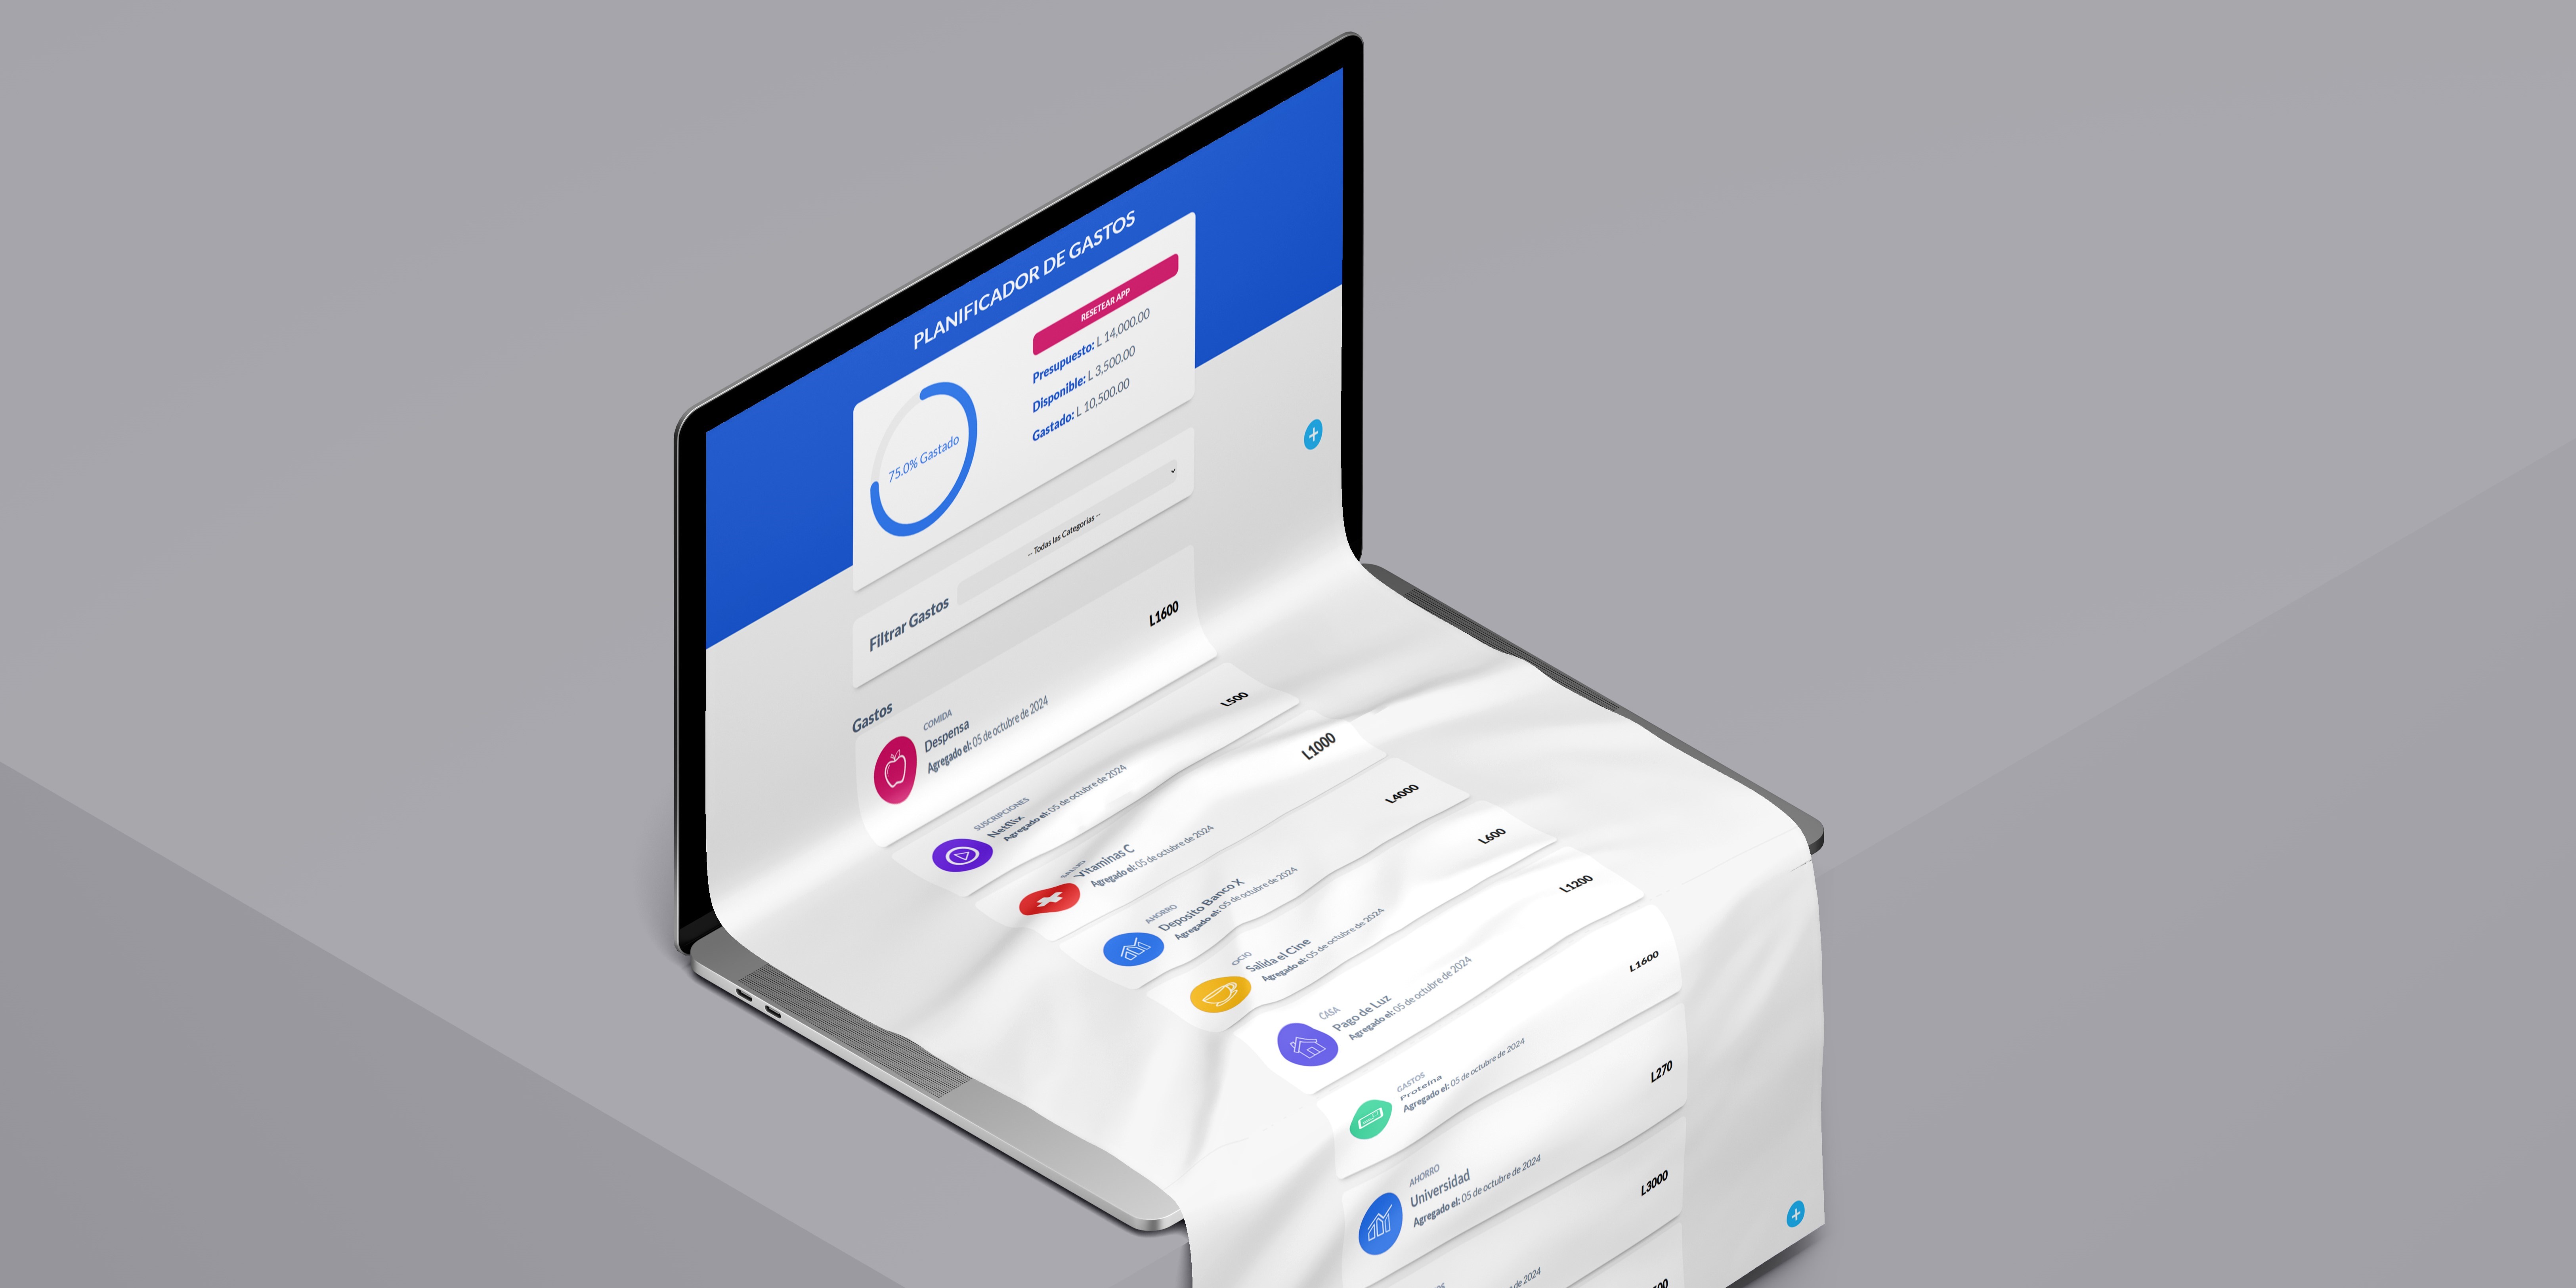 PLANIFICADOR DE GASTOS
75.0% Gastado
RESETEAR APP
Presupuesto: L 14,000.00
Disponible: L 3,500.00
Gastado: L 10,500.00
+
Filtrar Gastos
-- Todas las Categorias --
Gastos
COMIDA
Despensa
Agregado el: 05 de octubre de 2024
L1600
SUSCRIPCIONES
Netflix
Agregado el: 05 de octubre de 2024
L500
Vitaminas C
Agregado el: 05 de octubre de 2024
L1000
AHORRO
Deposito Banco X
Agregado el: 05 de octubre de 2024
L4000
OCIO
Salida el Cine
Agregado el: 05 de octubre de 2024
L600
CASA
Pago de Luz
Agregado el: 05 de octubre de 2024
L1200
GASTOS
Proteína
Agregado el: 05 de octubre de 2024
L1600
AHORRO
Universidad
Agregado el: 05 de octubre de 2024
L270
L3000
de 2024
+